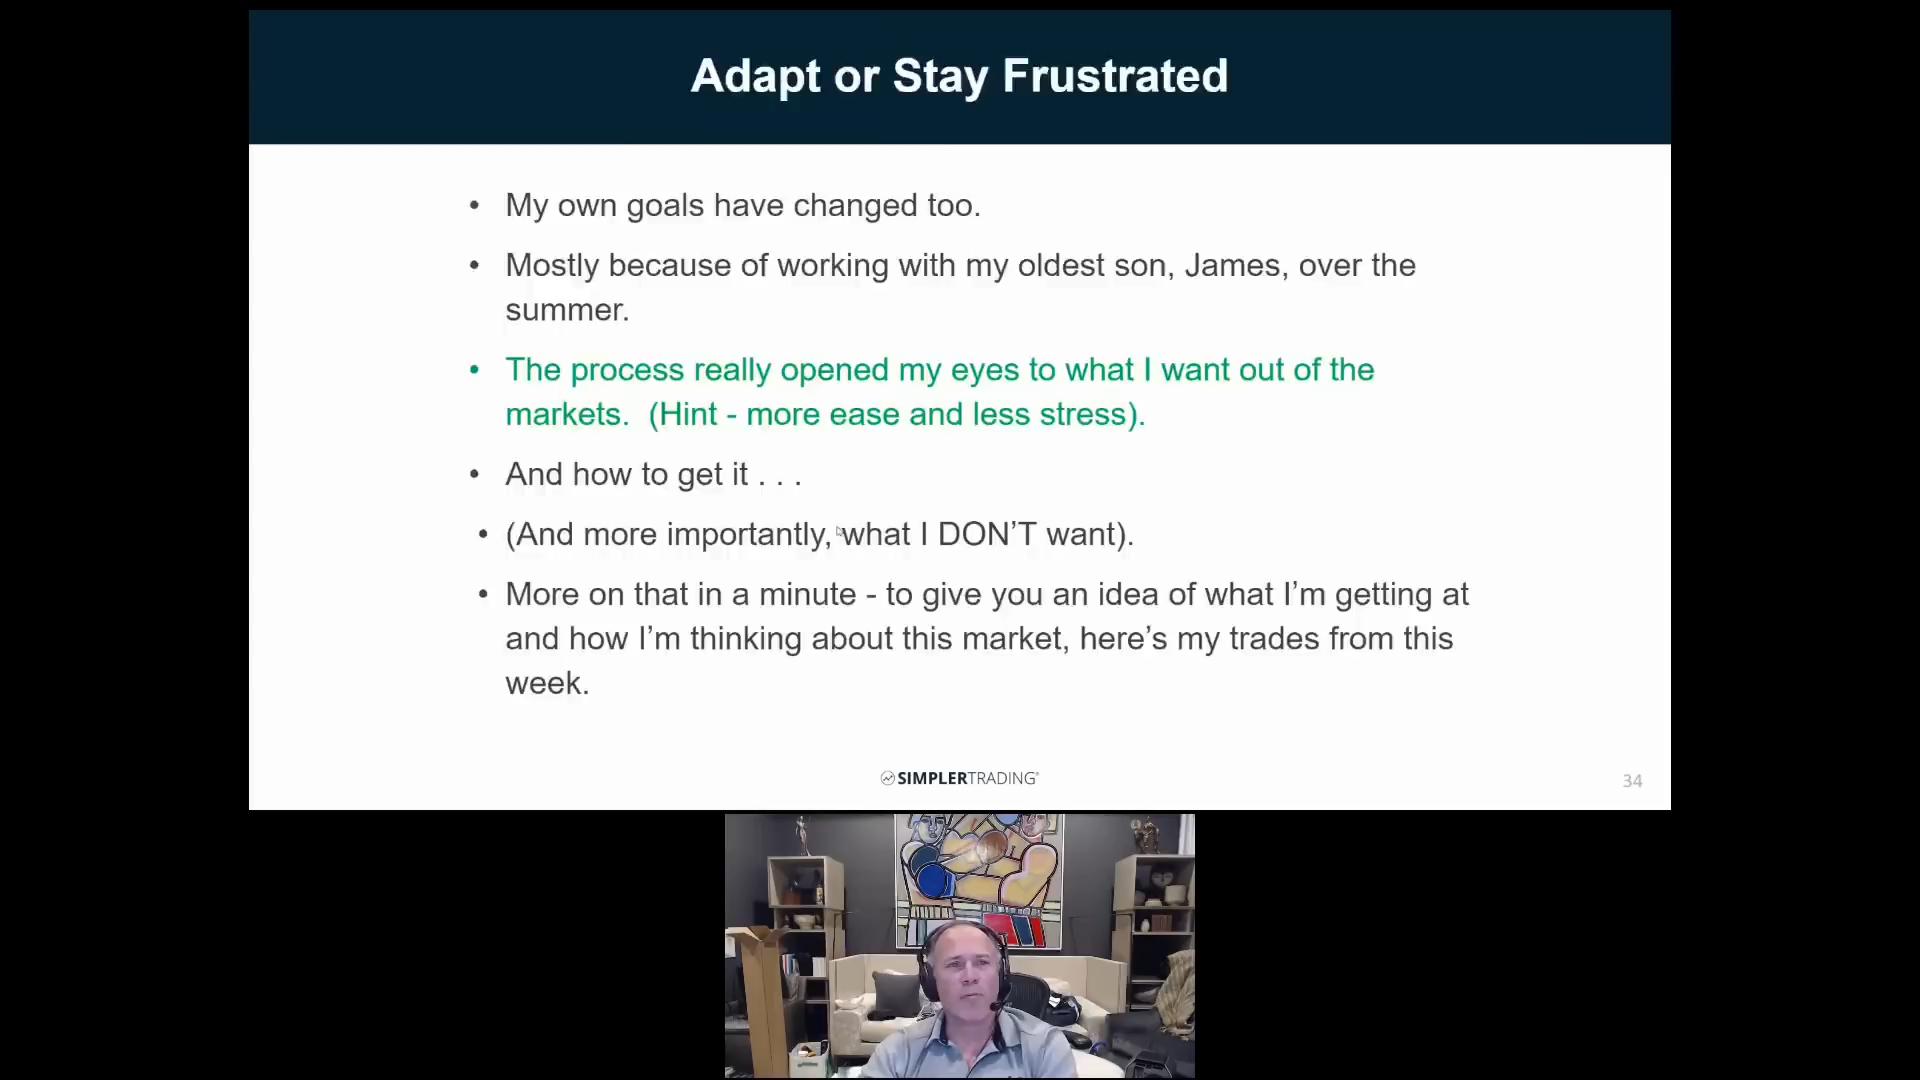 Adapt or Stay Frustrated
• My own goals have changed too.
• Mostly because of working with my oldest son, James, over the
summer.
• The process really opened my eyes to what I want out of the
markets.  (Hint - more ease and less stress).
• And how to get it . . .
• (And more importantly, what I DON’T want).
• More on that in a minute - to give you an idea of what I’m getting at
and how I’m thinking about this market, here’s my trades from this
week.
SIMPLERTRADING®
34